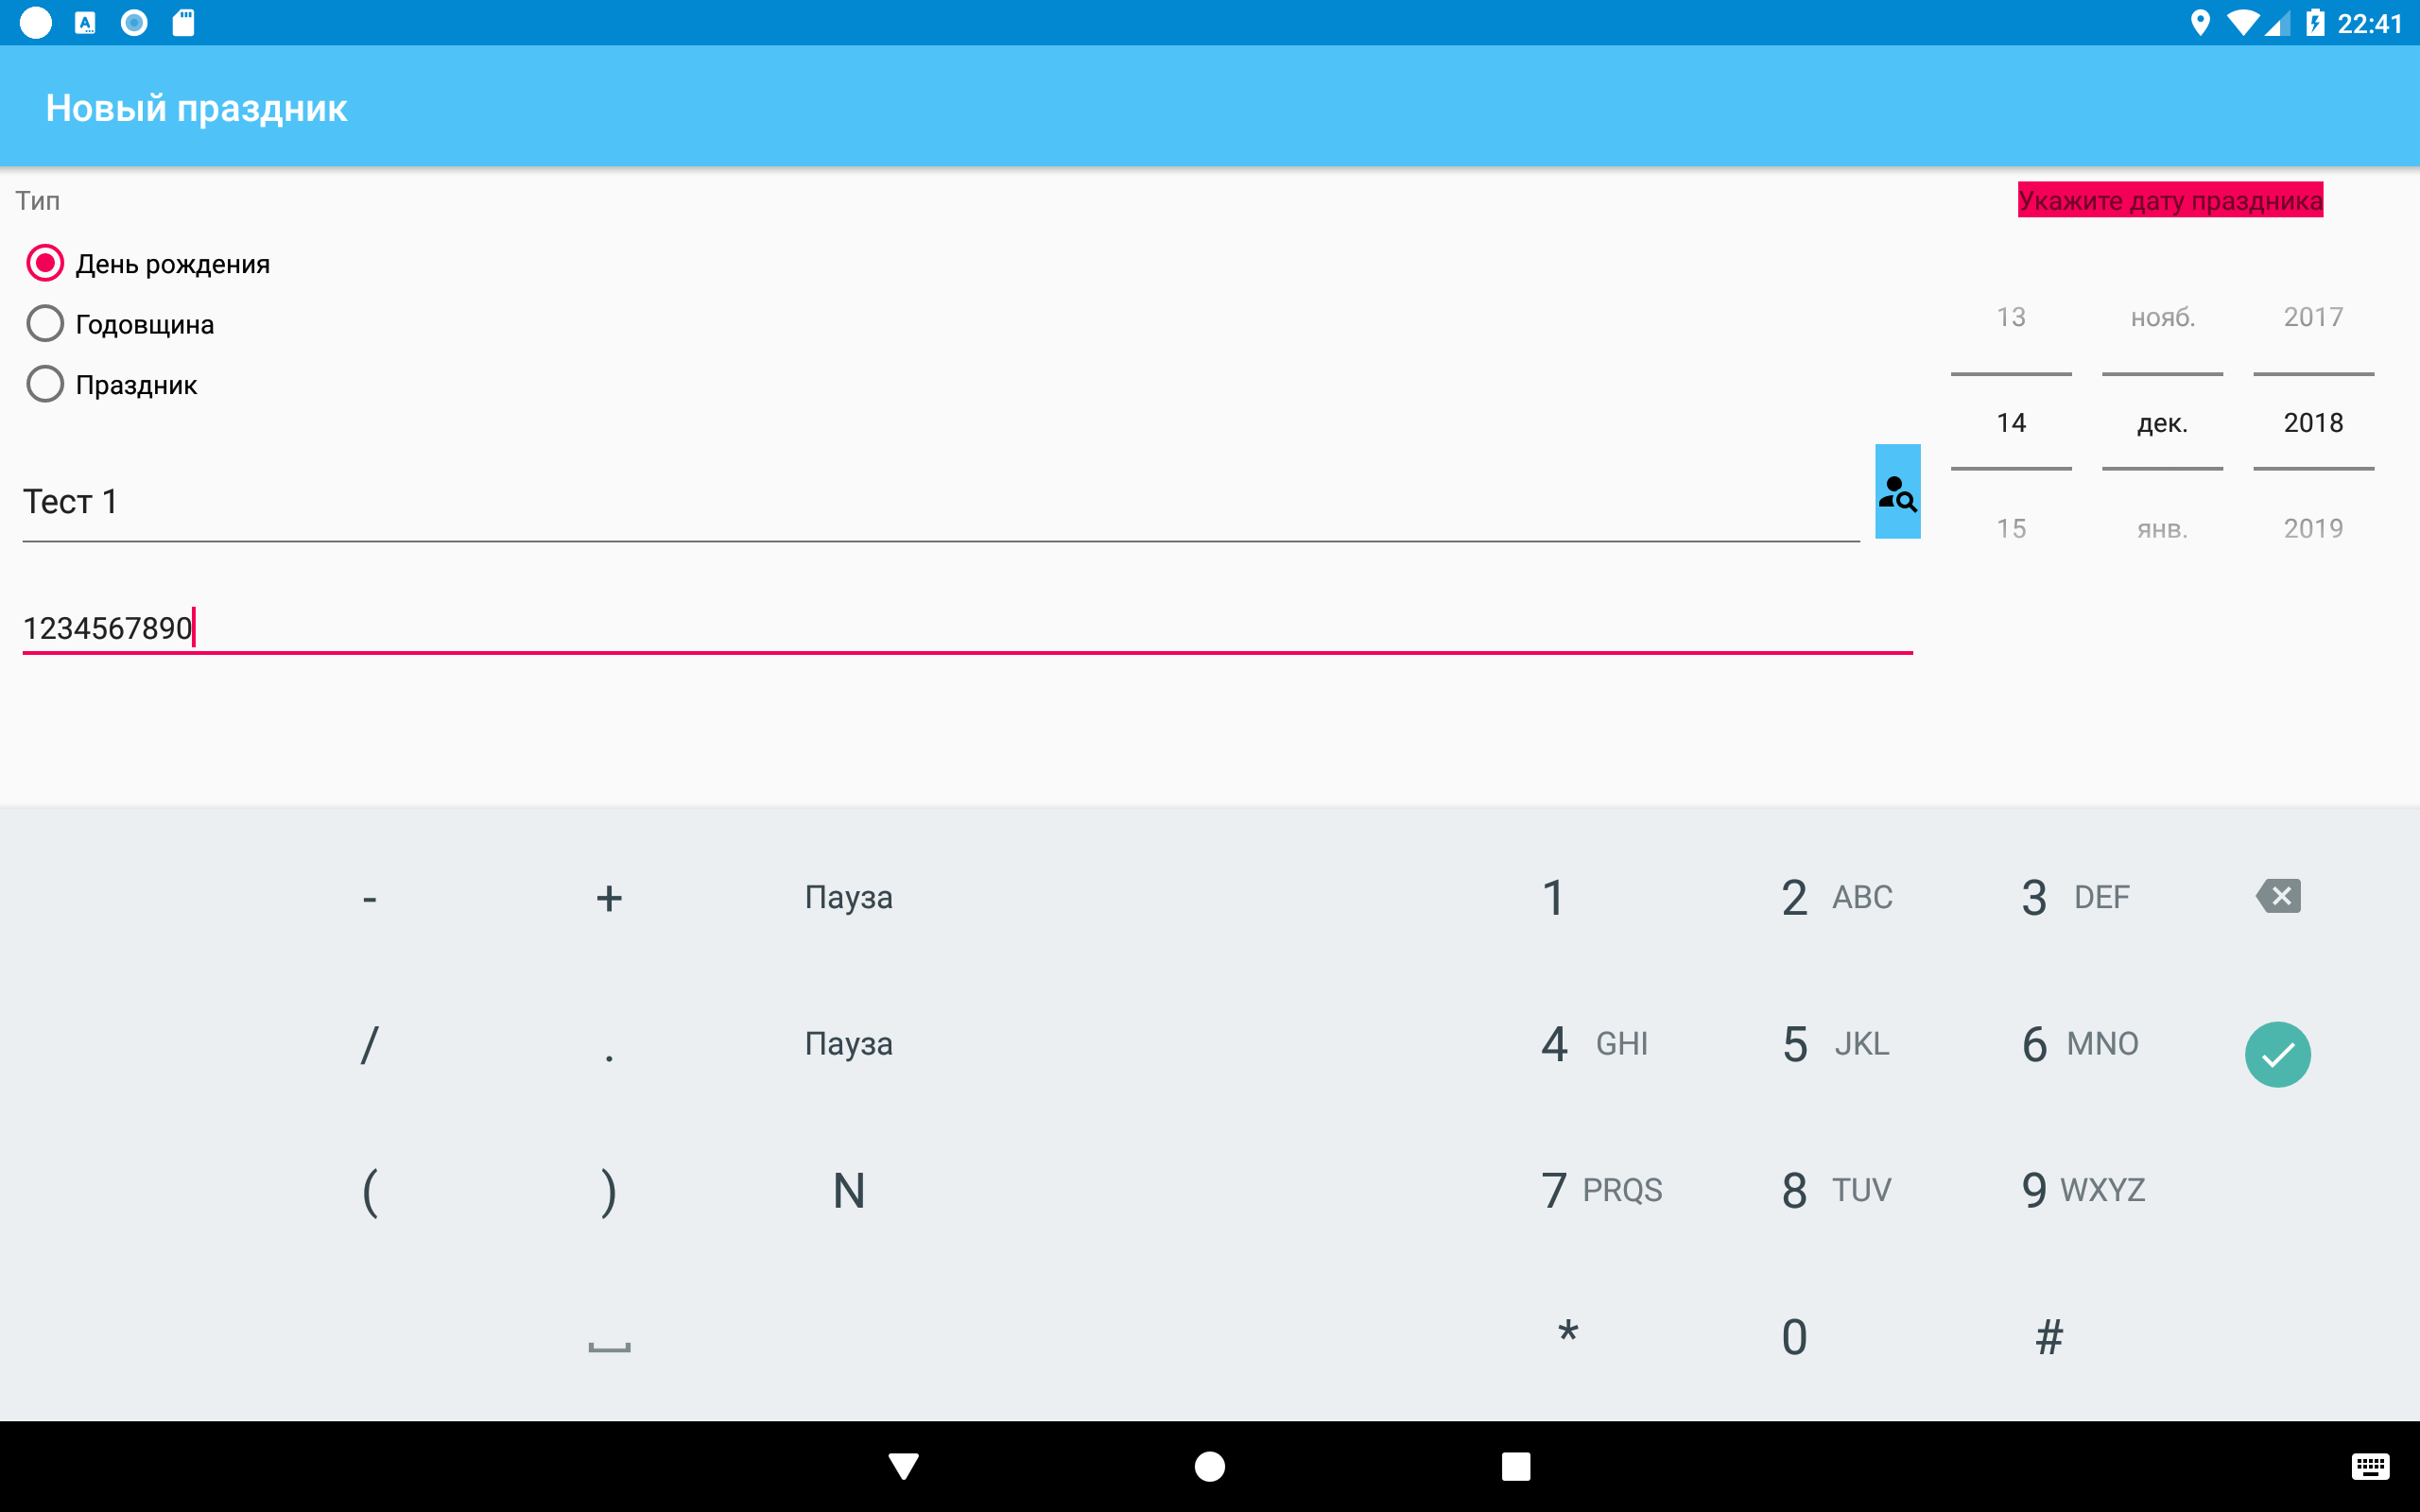 22:41
Новый праздник
Тип
День рождения
Годовщина
Праздник
Тест 1
1234567890
Укажите дату праздника
13 нояб. 2017
14 дек. 2018
15 янв. 2019
- + Пауза 1 2 ABC 3 DEF
/ . Пауза 4 GHI 5 JKL 6 MNO
( ) N 7 PRQS 8 TUV 9 WXYZ
* 0 #